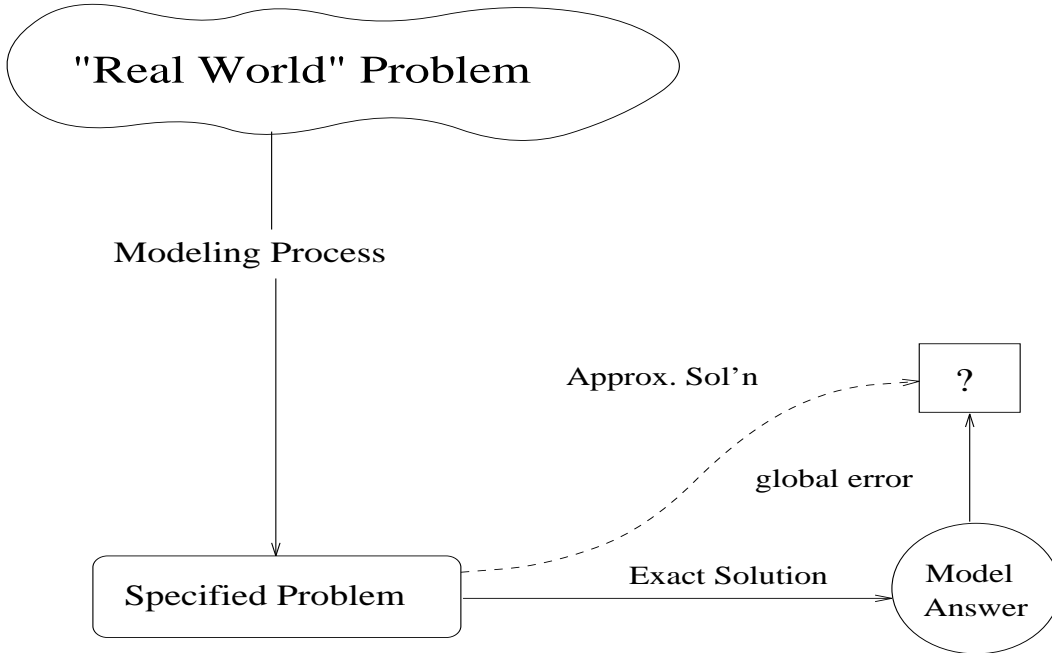 "Real World" Problem
Modeling Process
Approx. Sol'n
?
global error
Specified Problem
Exact Solution
Model
Answer